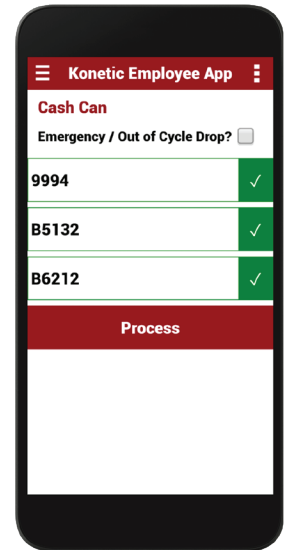 Konetic Employee App
Cash Can
Emergency / Out of Cycle Drop?
9994
B5132
B6212
Process